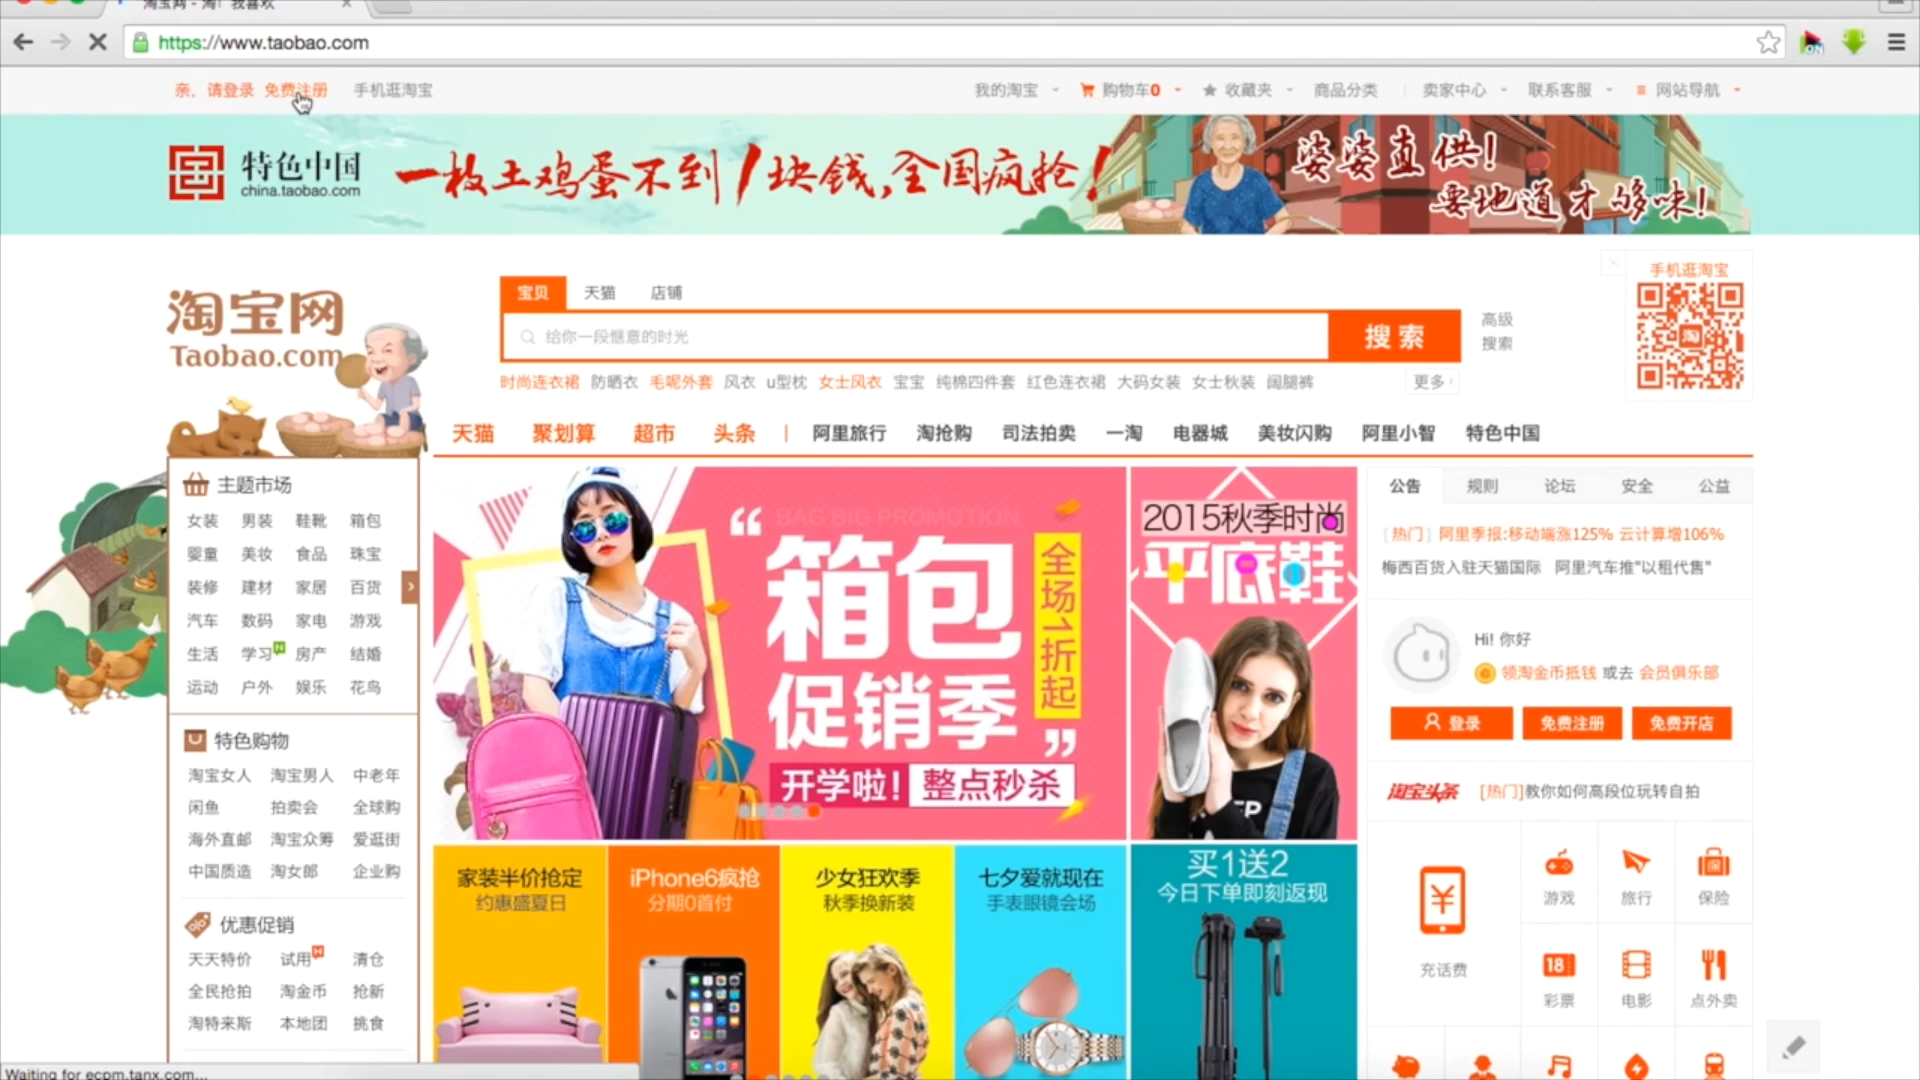 淘宝网 - 淘！我喜欢
https://www.taobao.com
亲，请登录 免费注册 手机逛淘宝
我的淘宝 购物车0 收藏夹 商品分类 卖家中心 联系客服 网站导航
特色中国
china.taobao.com
一枚土鸡蛋不到1块钱,全国疯抢!
婆婆直供!
要地道才够味!
手机逛淘宝
淘宝网
Taobao.com
宝贝 天猫 店铺
给你一段惬意的时光
搜索
高级
搜索
时尚连衣裙 防晒衣 毛呢外套 风衣 u型枕 女士风衣 宝宝 纯棉四件套 红色连衣裙 大码女装 女士秋装 阔腿裤
更多
天猫 聚划算 超市 头条 | 阿里旅行 淘抢购 司法拍卖 一淘 电器城 美妆闪购 阿里小智 特色中国
主题市场
女装 男装 鞋靴 箱包
婴童 美妆 食品 珠宝
装修 建材 家居 百货
汽车 数码 家电 游戏
生活 学习 N 房产 结婚
运动 户外 娱乐 花鸟
特色购物
淘宝女人 淘宝男人 中老年
闲鱼 拍卖会 全球购
海外直邮 淘宝众筹 爱逛街
中国质造 淘女郎 企业购
优惠促销
天天特价 试用 H 清仓
全民抢拍 淘金币 抢新
淘特来斯 本地团 挑食
“ BAG BIG PROMOTION
箱包
促销季 ”
全场1折起
开学啦! 整点秒杀
2015秋季时尚
平底鞋
家装半价抢定
约惠盛夏日
iPhone6疯抢
分期0首付
少女狂欢季
秋季换新装
七夕爱就现在
手表眼镜会场
买1送2
今日下单即刻返现
公告 规则 论坛 安全 公益
[热门] 阿里季报:移动端涨125% 云计算增106%
梅西百货入驻天猫国际 阿里汽车推"以租代售"
Hi! 你好
领淘金币抵钱 或去 会员俱乐部
登录 免费注册 免费开店
淘宝头条 [热门]教你如何高段位玩转自拍
充话费
游戏 旅行 保险
18
彩票 电影 点外卖
Waiting for ecpm.tanx.com...